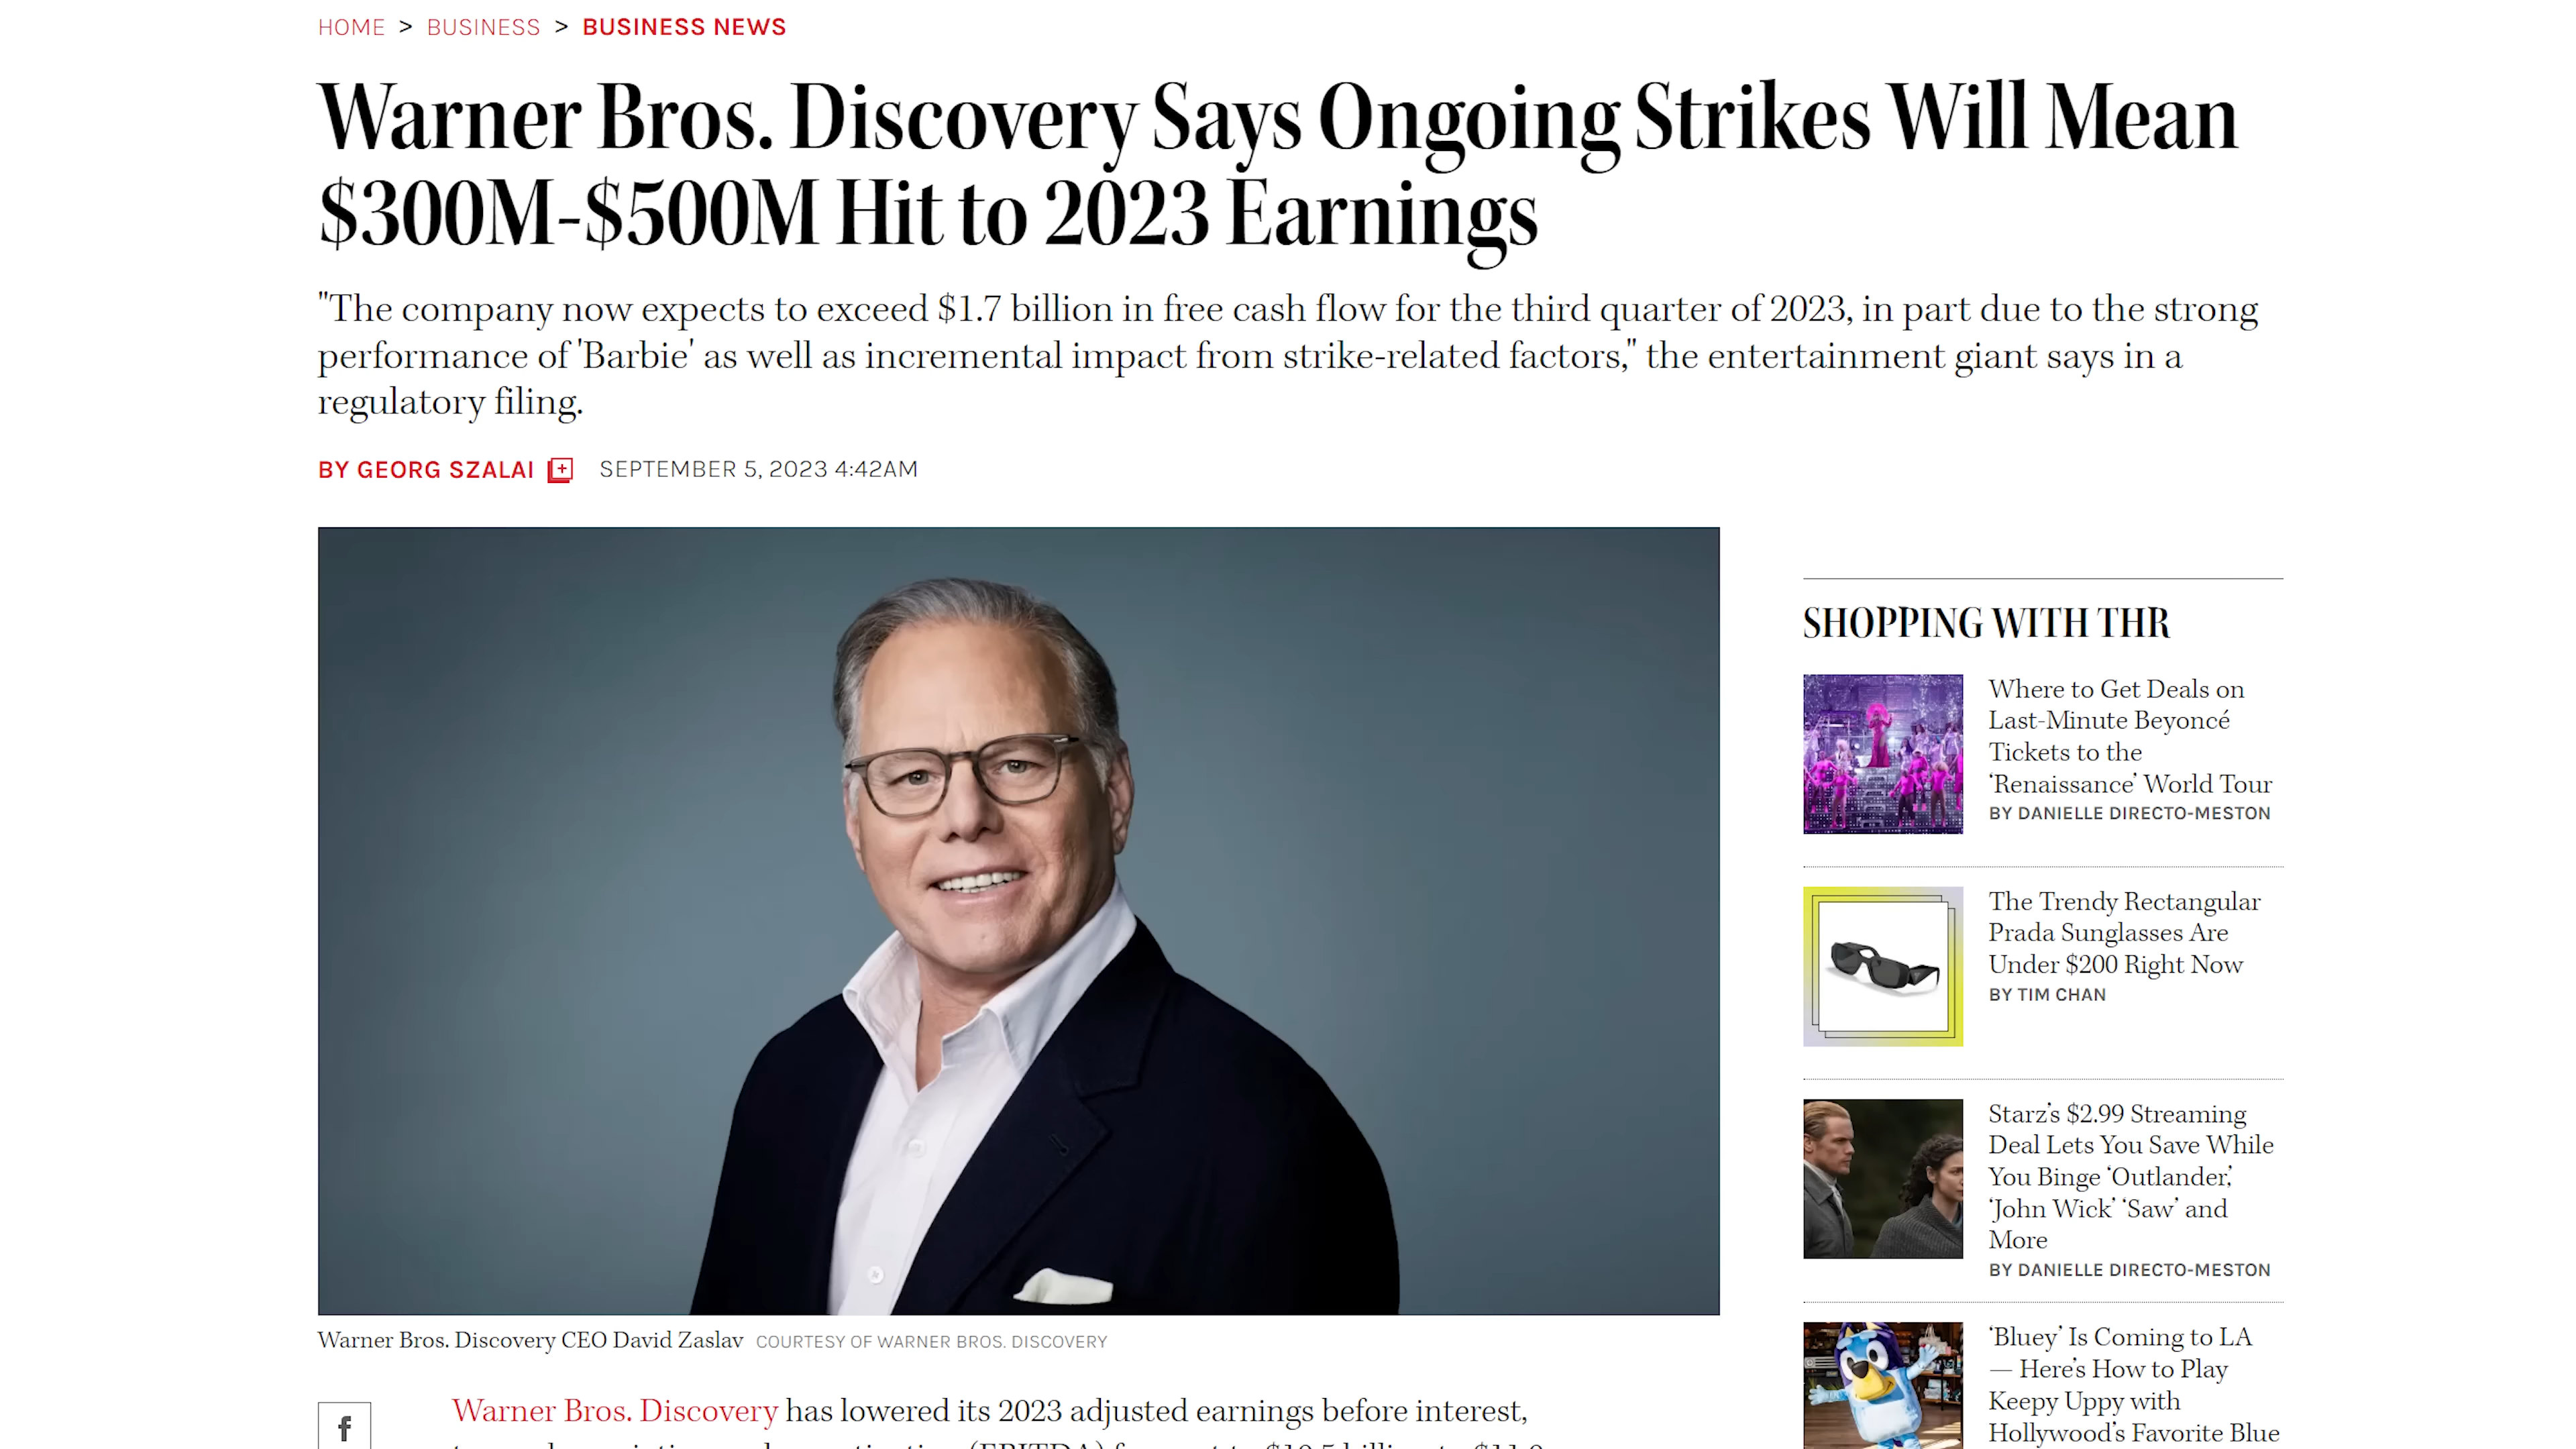 HOME > BUSINESS > BUSINESS NEWS
Warner Bros. Discovery Says Ongoing Strikes Will Mean
$300M-$500M Hit to 2023 Earnings
"The company now expects to exceed $1.7 billion in free cash flow for the third quarter of 2023, in part due to the strong
performance of 'Barbie' as well as incremental impact from strike-related factors," the entertainment giant says in a
regulatory filing.
BY GEORG SZALAI SEPTEMBER 5, 2023 4:42AM
Warner Bros. Discovery CEO David Zaslav COURTESY OF WARNER BROS. DISCOVERY
f
Warner Bros. Discovery has lowered its 2023 adjusted earnings before interest,
(EBITDA)
SHOPPING WITH THR
Where to Get Deals on
Last-Minute Beyoncé
Tickets to the
‘Renaissance’ World Tour
BY DANIELLE DIRECTO-MESTON
The Trendy Rectangular
Prada Sunglasses Are
Under $200 Right Now
BY TIM CHAN
Starz’s $2.99 Streaming
Deal Lets You Save While
You Binge ‘Outlander,’
‘John Wick’ ‘Saw’ and
More
BY DANIELLE DIRECTO-MESTON
‘Bluey’ Is Coming to LA
— Here’s How to Play
Keepy Uppy with
Hollywood’s Favorite Blue